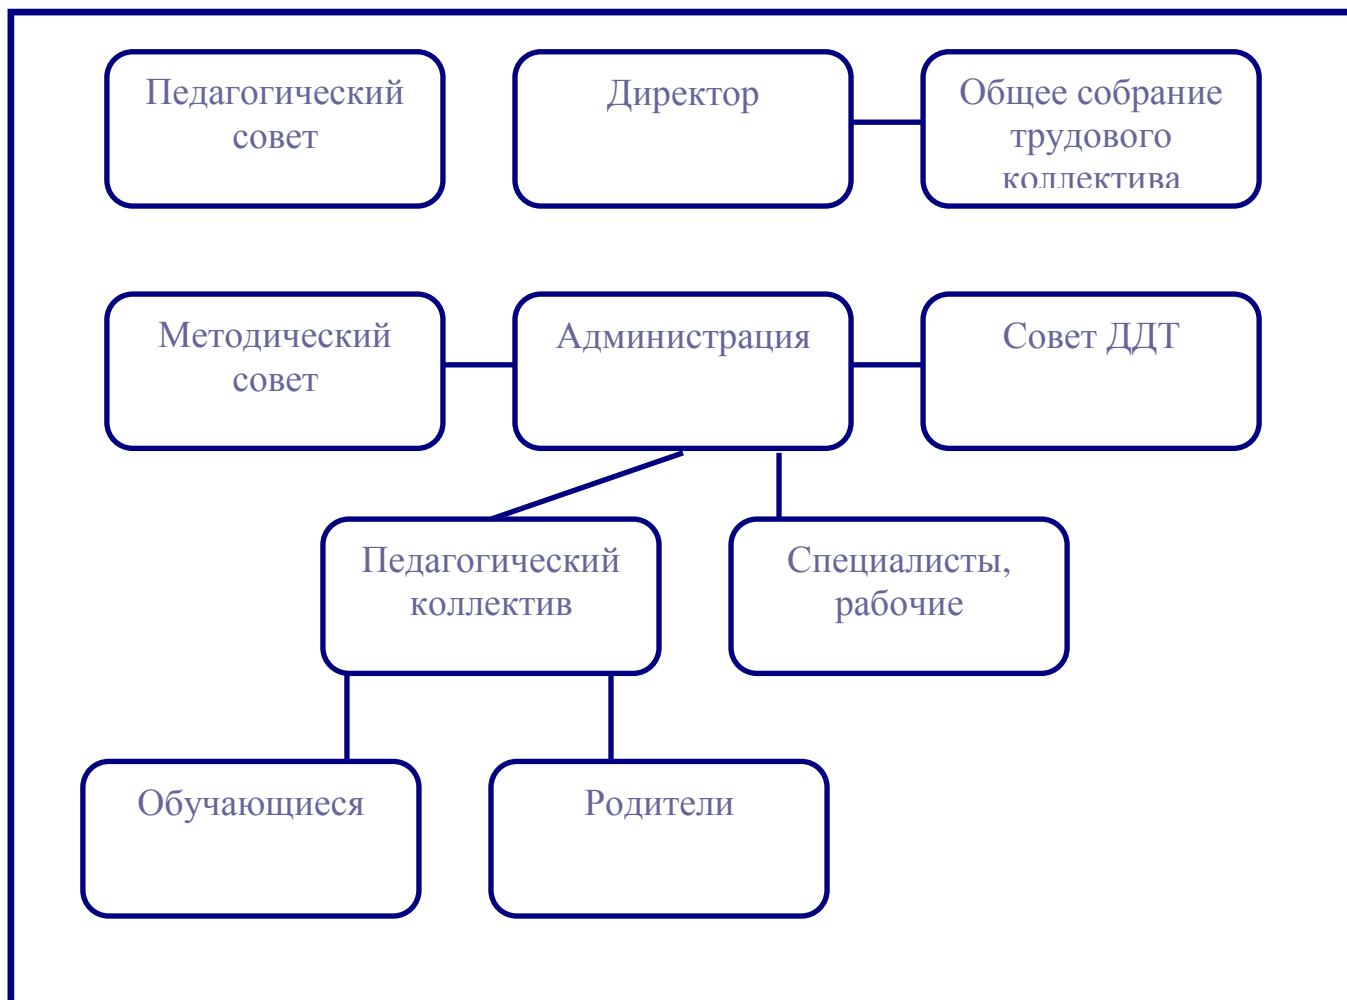 Педагогический
совет
Директор
Общее собрание
трудового
коллектива
Методический
совет
Администрация
Совет ДДТ
Педагогический
коллектив
Специалисты,
рабочие
Обучающиеся
Родители